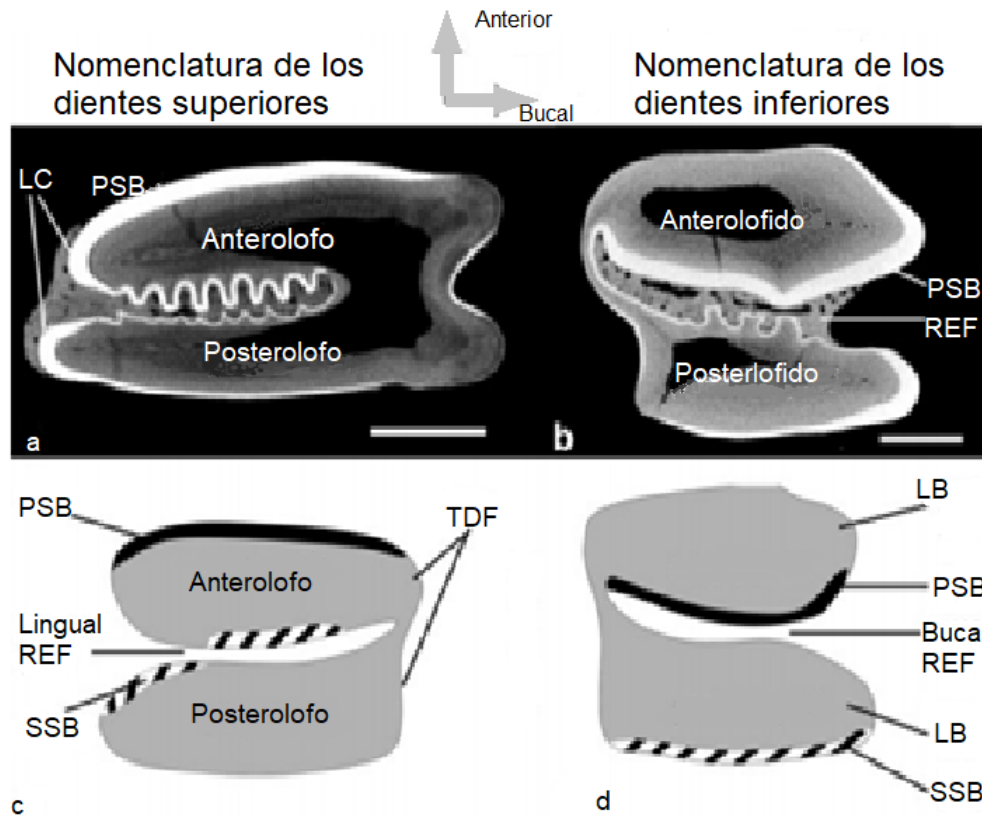 Anterior
Bucal
Nomenclatura de los
dientes superiores
Nomenclatura de los
dientes inferiores
LC
PSB
Anterolofo
Posterolofo
a
Anterolofido
PSB
REF
Posterlofido
b
PSB
Anterolofo
TDF
Lingual
REF
SSB
Posterolofo
c
LB
PSB
Buca
REF
LB
SSB
d